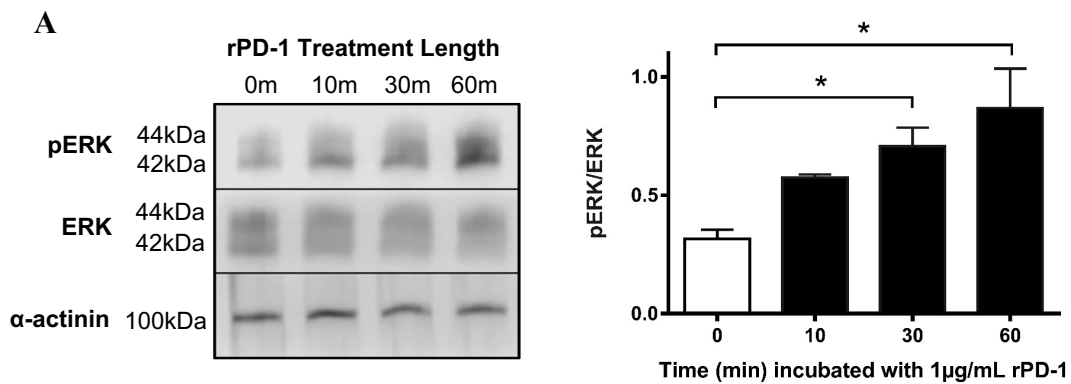 A
rPD-1 Treatment Length
0m 10m 30m 60m
pERK 44kDa
42kDa
ERK 44kDa
42kDa
α-actinin 100kDa
* 
*
pERK/ERK
1.0
0.5
0.0
0 10 30 60
Time (min) incubated with 1µg/mL rPD-1